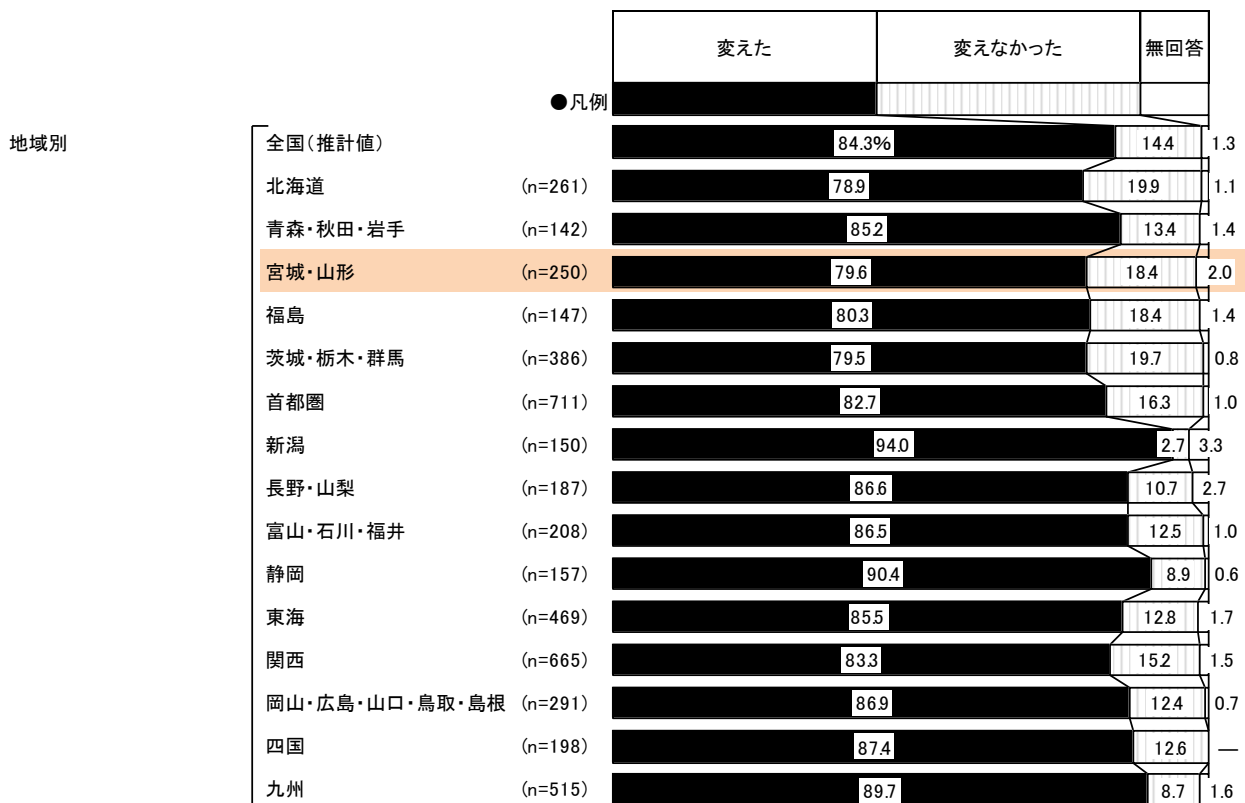 変えた 変えなかった 無回答
●凡例
地域別 全国(推計値) 84.3% 14.4 1.3
北海道 (n=261) 78.9 19.9 1.1
青森・秋田・岩手 (n=142) 85.2 13.4 1.4
宮城・山形 (n=250) 79.6 18.4 2.0
福島 (n=147) 80.3 18.4 1.4
茨城・栃木・群馬 (n=386) 79.5 19.7 0.8
首都圏 (n=711) 82.7 16.3 1.0
新潟 (n=150) 94.0 2.7 3.3
長野・山梨 (n=187) 86.6 10.7 2.7
富山・石川・福井 (n=208) 86.5 12.5 1.0
静岡 (n=157) 90.4 8.9 0.6
東海 (n=469) 85.5 12.8 1.7
関西 (n=665) 83.3 15.2 1.5
岡山・広島・山口・鳥取・島根 (n=291) 86.9 12.4 0.7
四国 (n=198) 87.4 12.6 —
九州 (n=515) 89.7 8.7 1.6